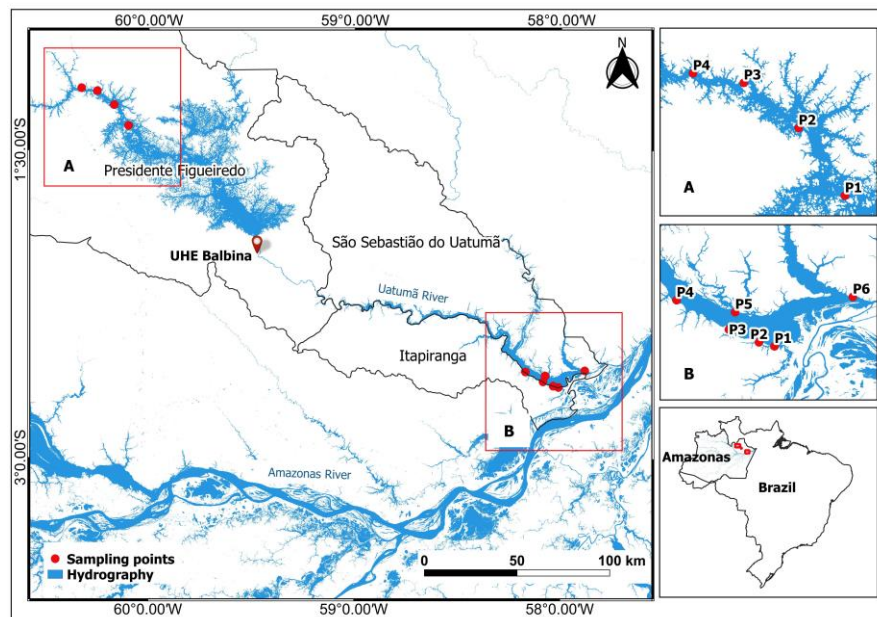 60°0.00'W
59°0.00'W
58°0.00'W
1°30.00'S
3°0.00'S
N
A
Presidente Figueiredo
UHE Balbina
São Sebastião do Uatumã
Uatumã River
Itapiranga
B
Amazonas River
Sampling points
Hydrography
0
50
100 km
60°0.00'W
59°0.00'W
58°0.00'W
P4
P3
P2
P1
A
P4
P5
P6
P3
P2
P1
B
Amazonas
Brazil